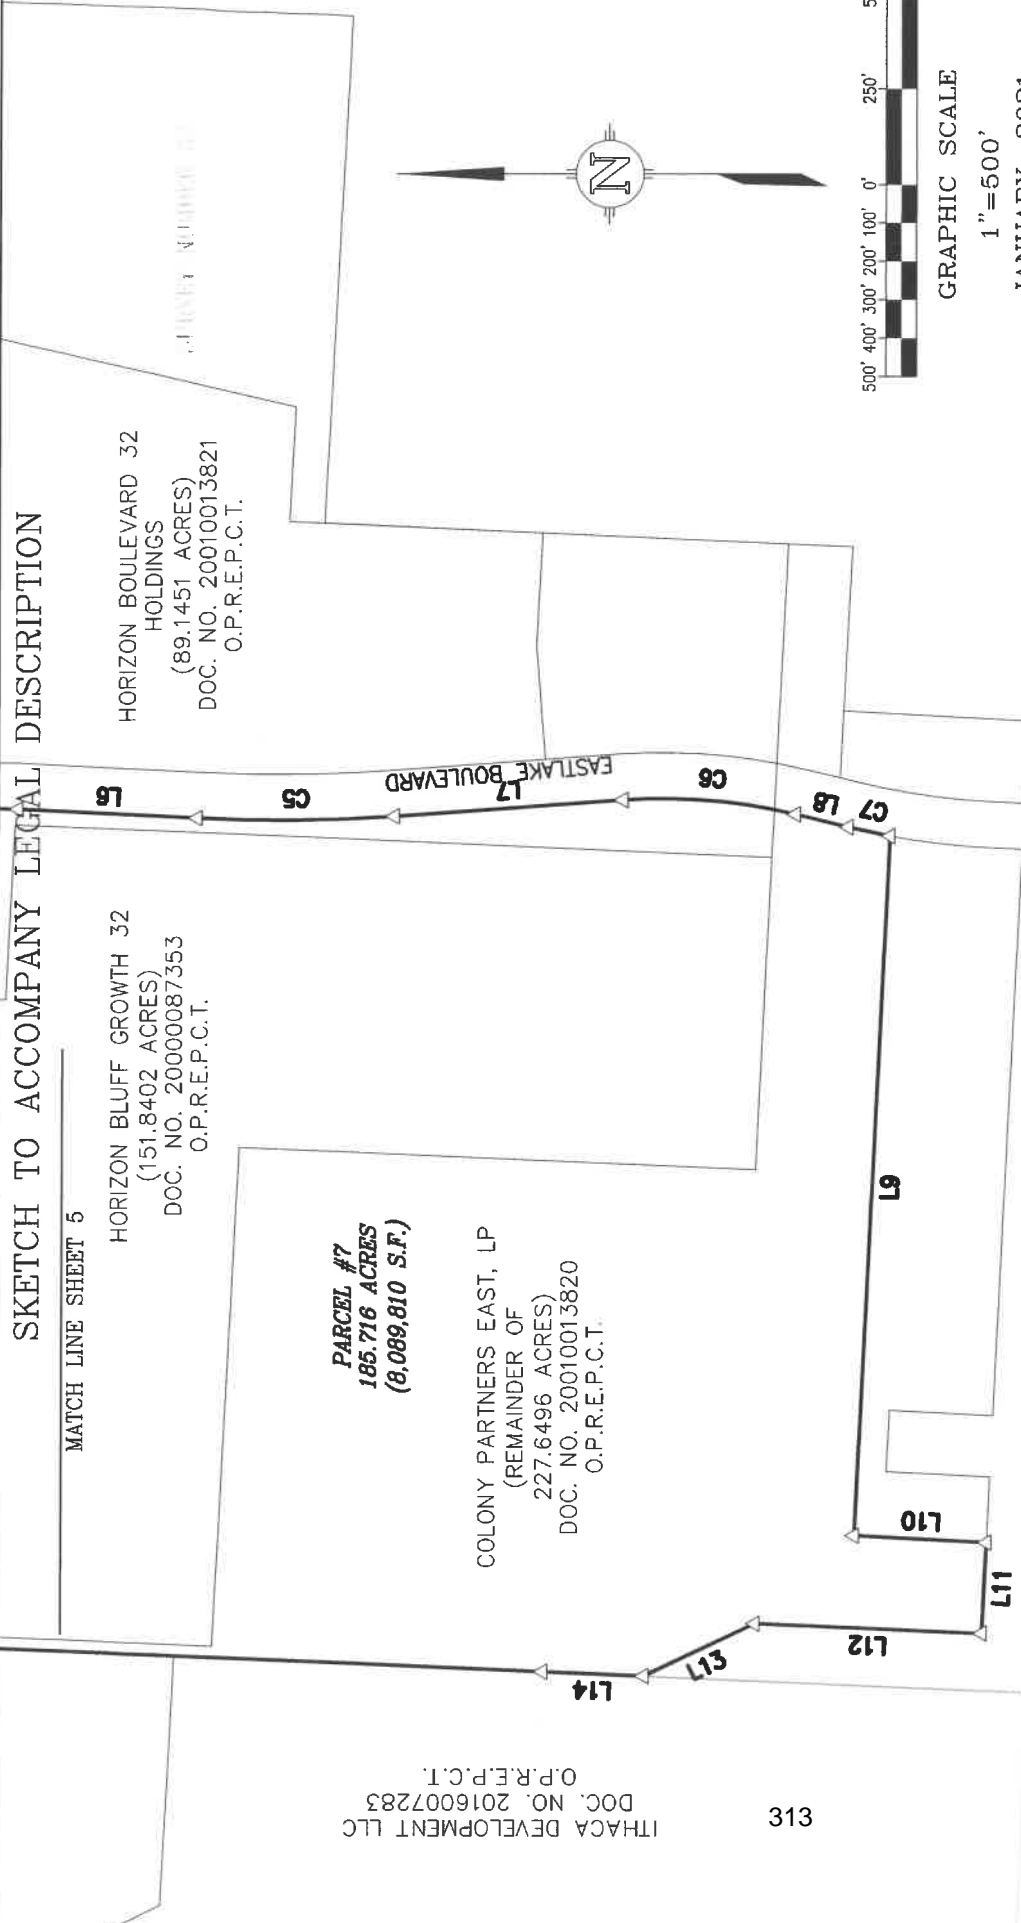 SKETCH TO ACCOMPANY LEGAL DESCRIPTION
MATCH LINE SHEET 5
HORIZON BLUFF GROWTH 32
(151.8402 ACRES)
DOC. NO. 20000087353
O.P.R.E.P.C.T.
HORIZON BOULEVARD 32
HOLDINGS
(89.1451 ACRES)
DOC. NO. 20010013821
O.P.R.E.P.C.T.
PARCEL #7
185.716 ACRES
(8,089,810 S.F.)
COLONY PARTNERS EAST, LP
(REMAINDER OF
227.6496 ACRES)
DOC. NO. 20010013820
O.P.R.E.P.C.T.
ITHACA DEVELOPMENT LLC
DOC. NO. 2016007283
O.P.R.E.P.C.T.
EASTLAKE BOULEVARD
L6
C5
L7
C6
L8
C7
L9
L10
L11
L12
L13
L14
N
500' 400' 300' 200' 100' 0' 250'
GRAPHIC SCALE
1"=500'
313